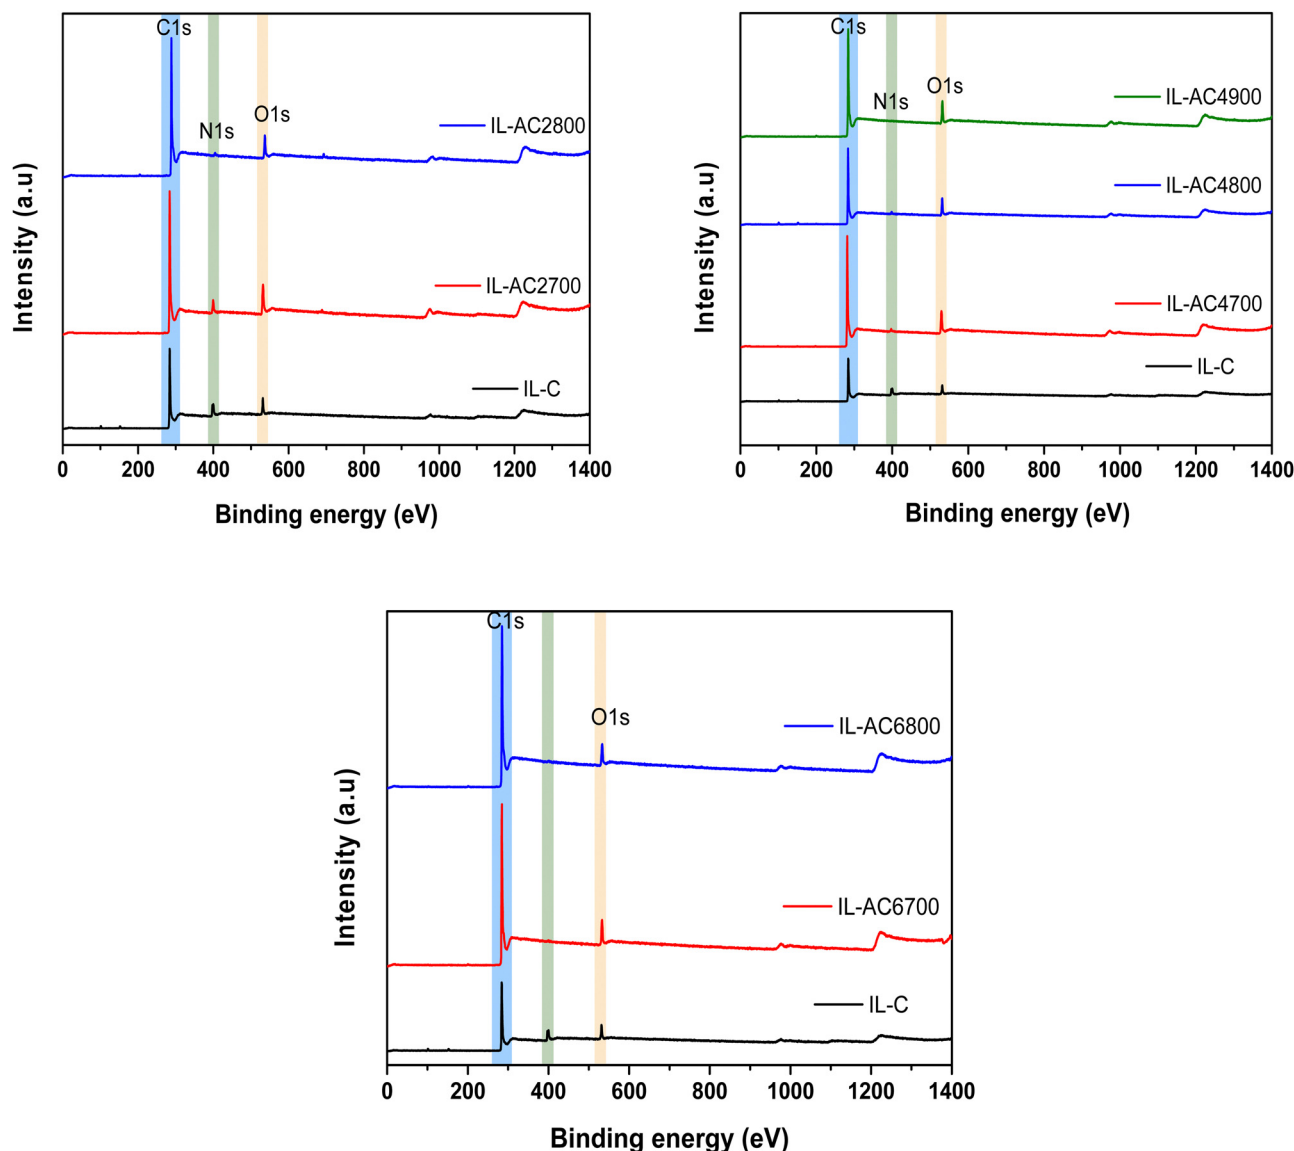 C1s
N1s
O1s
IL-AC2800
IL-AC2700
IL-C
Intensity (a.u)
0 200 400 600 800 1000 1200 1400
Binding energy (eV)
C1s
N1s
O1s
IL-AC4900
IL-AC4800
IL-AC4700
IL-C
Intensity (a.u)
0 200 400 600 800 1000 1200 1400
Binding energy (eV)
C1s
O1s
IL-AC6800
IL-AC6700
IL-C
Intensity (a.u)
0 200 400 600 800 1000 1200 1400
Binding energy (eV)